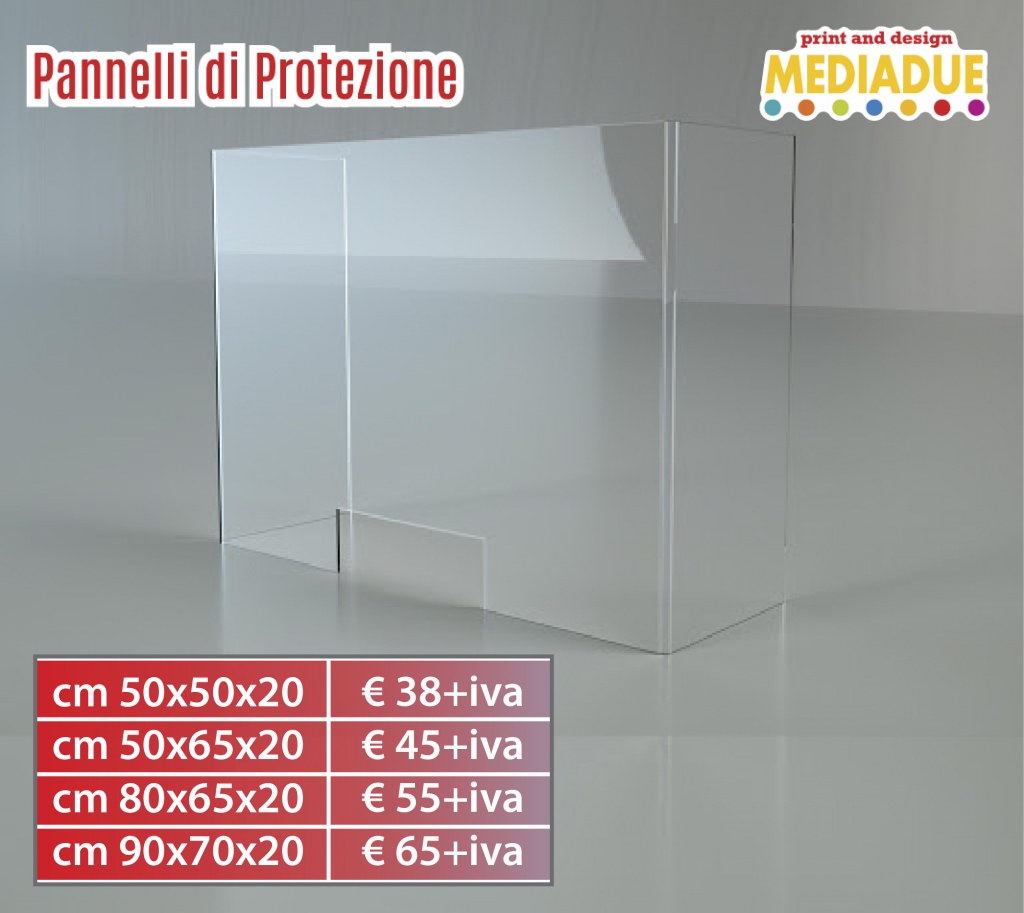 Pannelli di Protezione
print and design
MEDIADUE
cm 50x50x20 € 38+iva
cm 50x65x20 € 45+iva
cm 80x65x20 € 55+iva
cm 90x70x20 € 65+iva